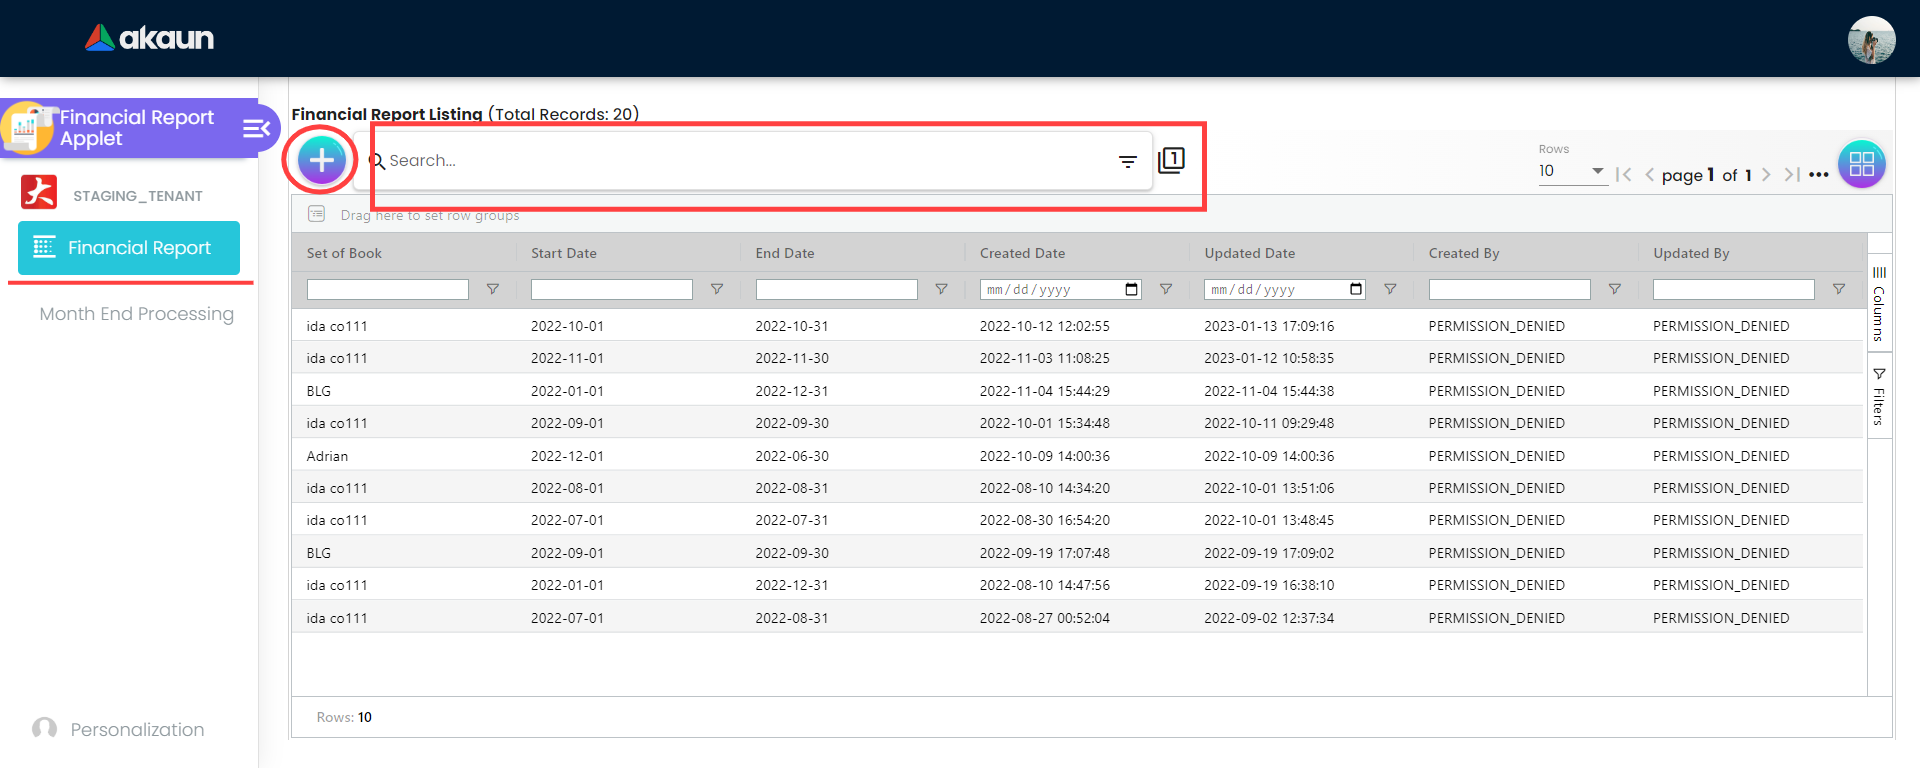 akaun
Financial Report
Applet
STAGING_TENANT
Financial Report
Month End Processing
Personalization
Financial Report Listing (Total Records: 20)
Search...
1
Rows
10
page 1 of 1
Drag here to set row groups
Set of Book Start Date End Date Created Date Updated Date Created By Updated By
mm/dd/yyyy mm/dd/yyyy
ida co111 2022-10-01 2022-10-31 2022-10-12 12:02:55 2023-01-13 17:09:16 PERMISSION_DENIED PERMISSION_DENIED
ida co111 2022-11-01 2022-11-30 2022-11-03 11:08:25 2023-01-12 10:58:35 PERMISSION_DENIED PERMISSION_DENIED
BLG 2022-01-01 2022-12-31 2022-11-04 15:44:29 2022-11-04 15:44:38 PERMISSION_DENIED PERMISSION_DENIED
ida co111 2022-09-01 2022-09-30 2022-10-01 15:34:48 2022-10-11 09:29:48 PERMISSION_DENIED PERMISSION_DENIED
Adrian 2022-12-01 2022-06-30 2022-10-09 14:00:36 2022-10-09 14:00:36 PERMISSION_DENIED PERMISSION_DENIED
ida co111 2022-08-01 2022-08-31 2022-08-10 14:34:20 2022-10-01 13:51:06 PERMISSION_DENIED PERMISSION_DENIED
ida co111 2022-07-01 2022-07-31 2022-08-30 16:54:20 2022-10-01 13:48:45 PERMISSION_DENIED PERMISSION_DENIED
BLG 2022-09-01 2022-09-30 2022-09-19 17:07:48 2022-09-19 17:09:02 PERMISSION_DENIED PERMISSION_DENIED
ida co111 2022-01-01 2022-12-31 2022-08-10 14:47:56 2022-09-19 16:38:10 PERMISSION_DENIED PERMISSION_DENIED
ida co111 2022-07-01 2022-08-31 2022-08-27 00:52:04 2022-09-02 12:37:34 PERMISSION_DENIED PERMISSION_DENIED
Columns
Filters
Rows: 10